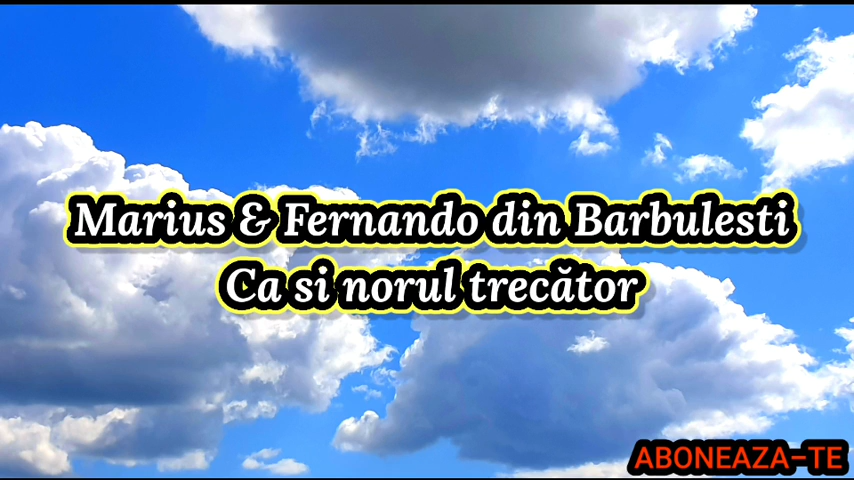 Marius & Fernando din Barbulesti
Ca si norul trecător
ABONEAZA-TE